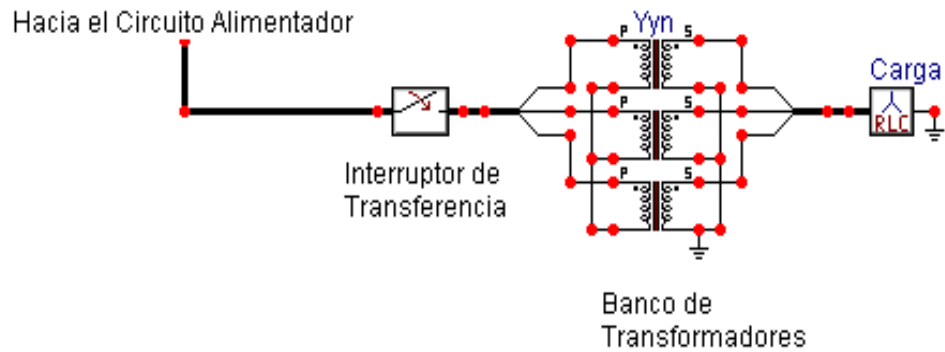 Hacia el Circuito Alimentador
Yyn
P S
Carga
P S
RLC
Interruptor de
Transferencia
P S
Banco de
Transformadores